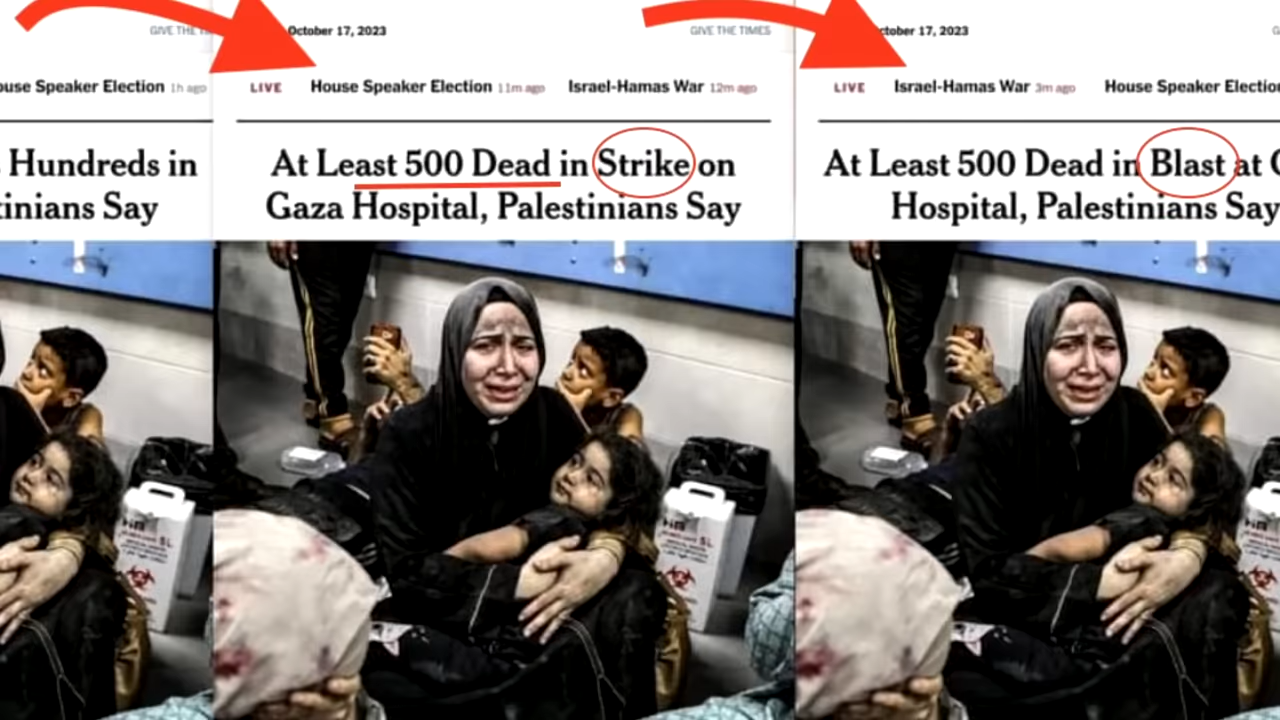 GIVE THE TI
ouse Speaker Election 1h ago
Hundreds in
tinians Say
October 17, 2023
GIVE THE TIMES
LIVE House Speaker Election 11m ago Israel-Hamas War 12m ago
At Least 500 Dead in Strike on
Gaza Hospital, Palestinians Say
ctober 17, 2023
G
LIVE Israel-Hamas War 3m ago House Speaker Electio
At Least 500 Dead in Blast at G
Hospital, Palestinians Say